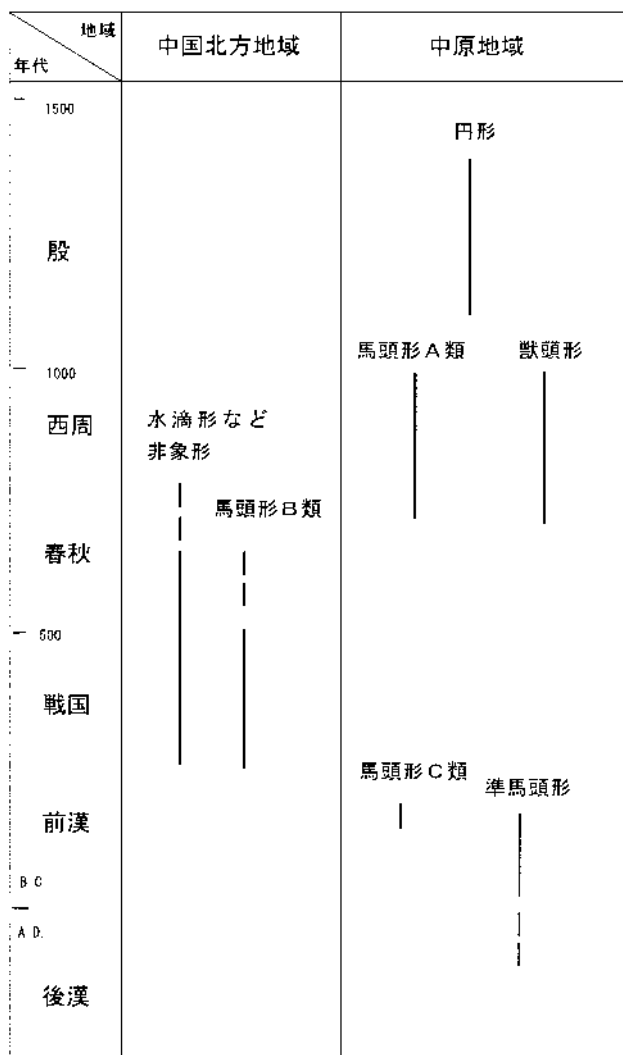 地域
年代
中国北方地域
中原地域
1500
円形
殷
馬頭形A類
獣頭形
1000
西周
水滴形など
非象形
馬頭形B類
春秋
500
戦国
馬頭形C類
準馬頭形
前漢
B C
A D.
後漢